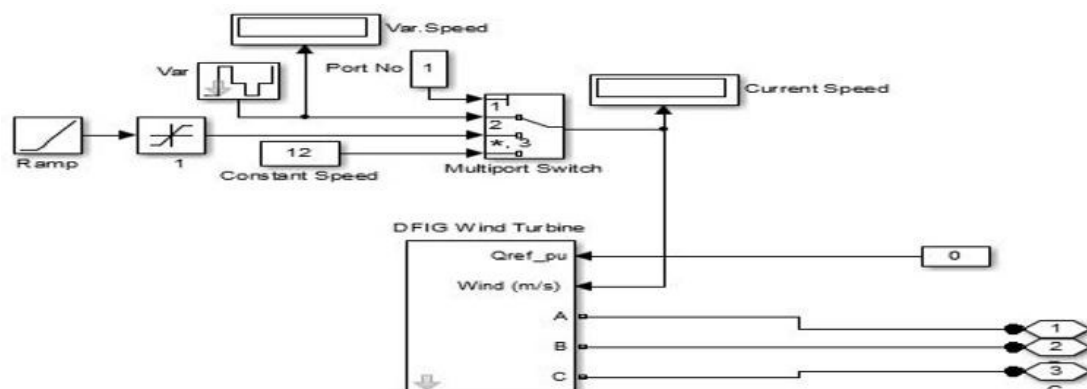 Var.Speed
Var
Port No
1
Current Speed
1
2
*, 3
Ramp
1
12
Constant Speed
Multiport Switch
DFIG Wind Turbine
Qref_pu
0
Wind (m/s)
A
1
B
2
C
3